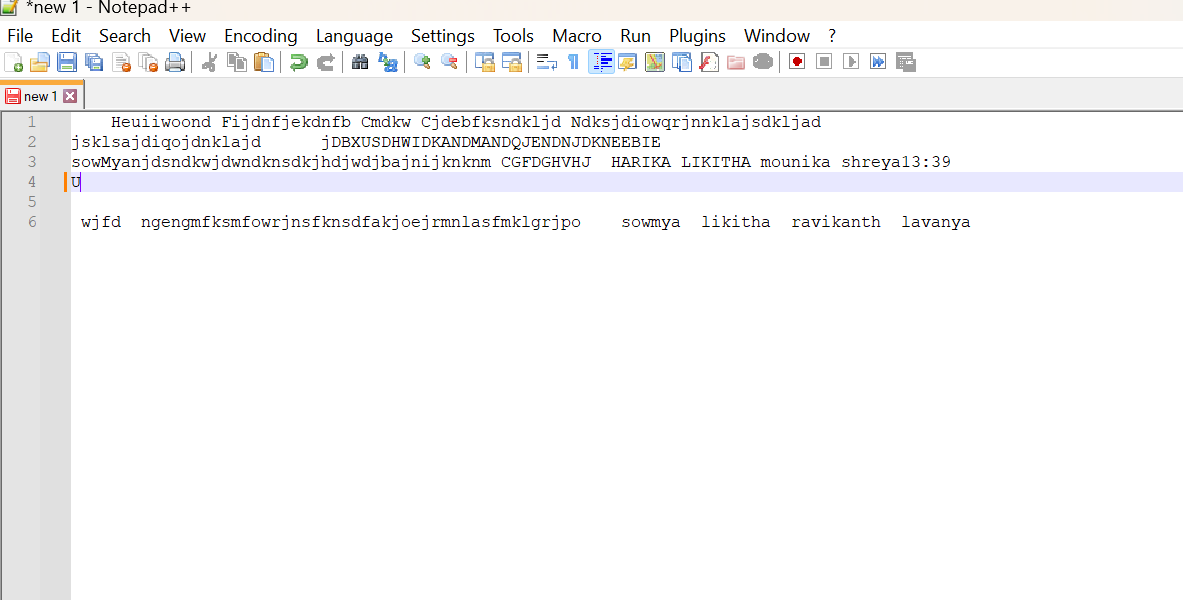 *new 1 - Notepad++
File Edit Search View Encoding Language Settings Tools Macro Run Plugins Window ?
new 1
1 Heuiiwoond Fijdnfjekdnfb Cmdkw Cjdebfksndkljd Ndksjdiowqrjnnklajsdkljad
2 jsklsajdiqojdnklajd jDBXUSDHWIDKANDMANDQJENDNJDKNEEBIE
3 sowMyanjdsndkwjdwndknsdkjhdjwdjbajnijknknm CGFDGHVHJ HARIKA LIKITHA mounika shreya13:39
4 U
5
6 wjfd ngengmfksmfowrjnsfknsdfakjoejrmnlasfmklgrjpo sowmya likitha ravikanth lavanya